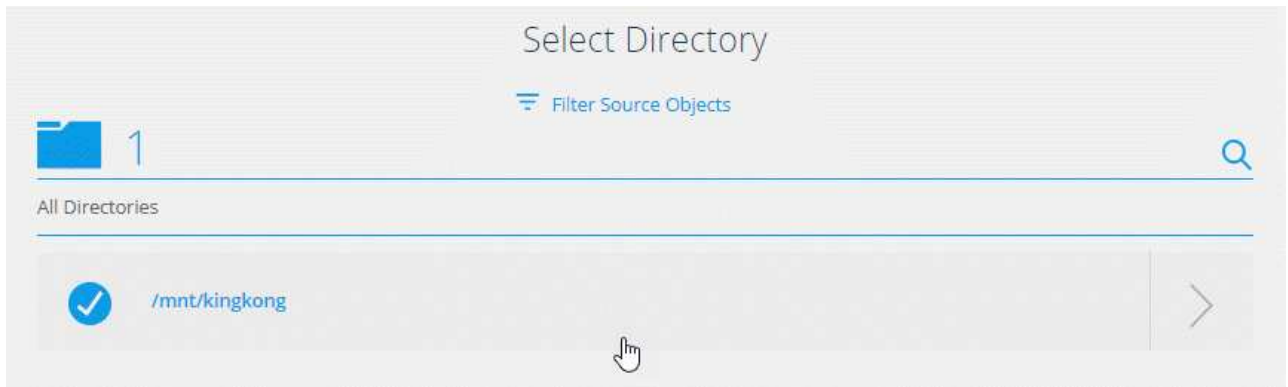 Select Directory
Filter Source Objects
1
All Directories
/mnt/kingkong